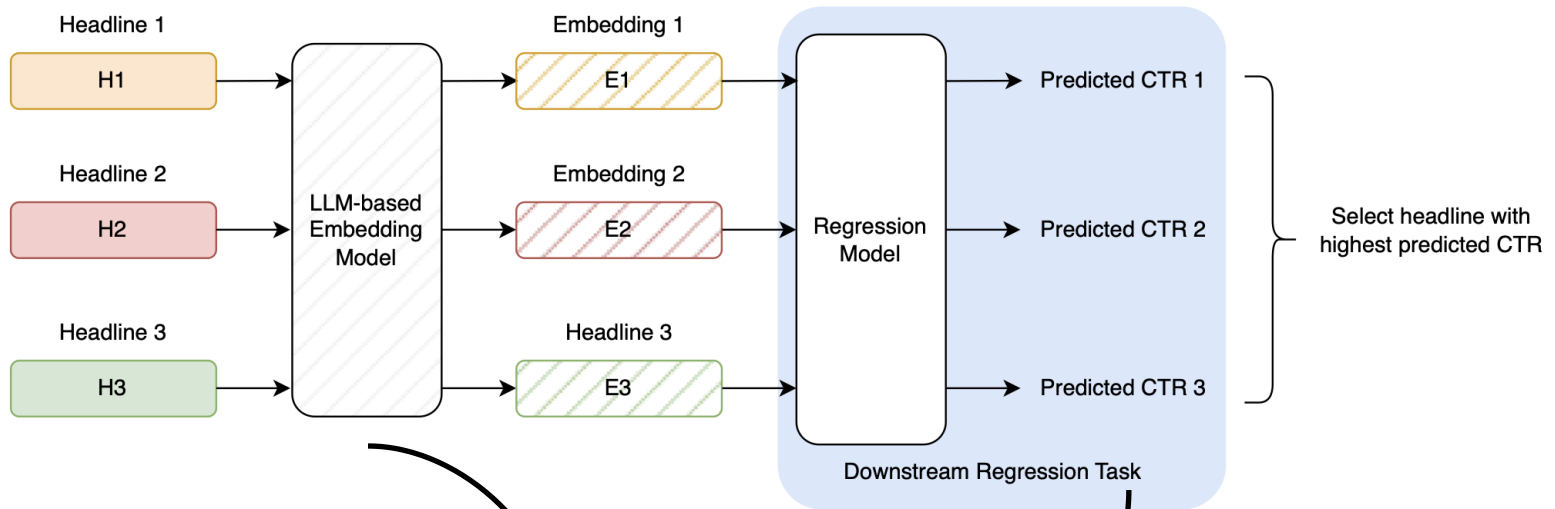 Headline 1
Embedding 1
H1
E1
Predicted CTR 1
Headline 2
Embedding 2
H2
LLM-based
Embedding
Model
E2
Regression
Model
Predicted CTR 2
Select headline with
highest predicted CTR
Headline 3
Headline 3
H3
E3
Predicted CTR 3
Downstream Regression Task